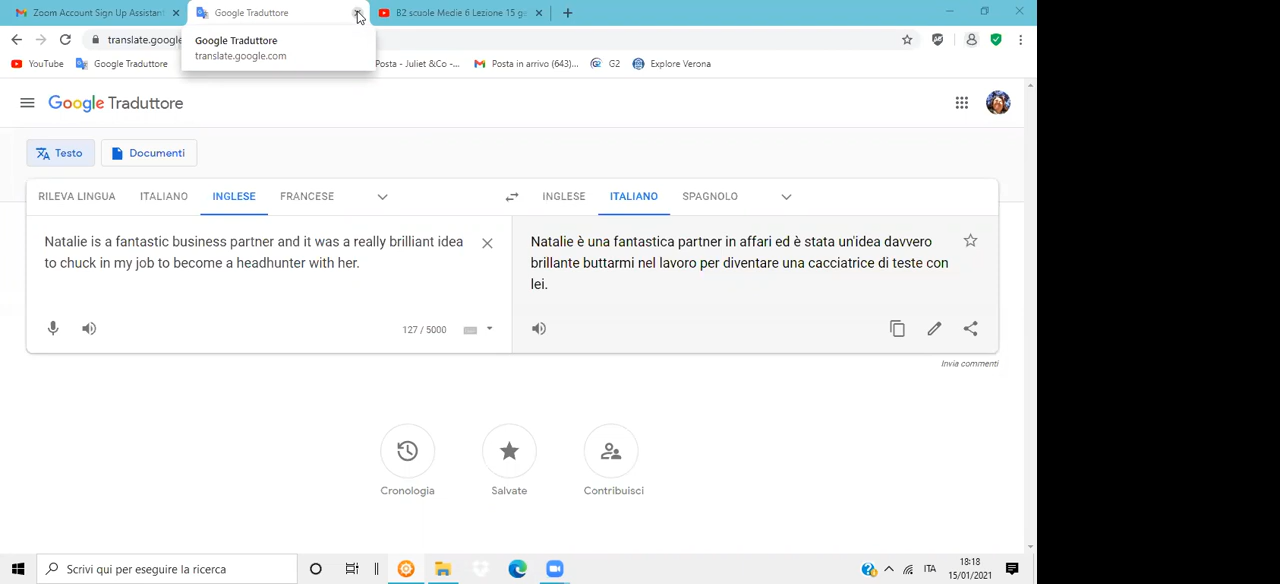 Zoom Account Sign Up Assistan
Google Traduttore
B2 scuole Medie 6 Lezione 15 ge
translate.google
Google Traduttore
translate.google.com
YouTube
Google Traduttore
Posta - Juliet &Co -...
Posta in arrivo (643)...
G2
Explore Verona
Google Traduttore
Testo
Documenti
RILEVA LINGUA ITALIANO INGLESE FRANCESE
INGLESE ITALIANO SPAGNOLO
Natalie is a fantastic business partner and it was a really brilliant idea
to chuck in my job to become a headhunter with her.
127 / 5000
Natalie è una fantastica partner in affari ed è stata un'idea davvero
brillante buttarmi nel lavoro per diventare una cacciatrice di teste con
lei.
Invia commenti
Cronologia
Salvate
Contribuisci
Scrivi qui per eseguire la ricerca
ITA
18:18
15/01/2021